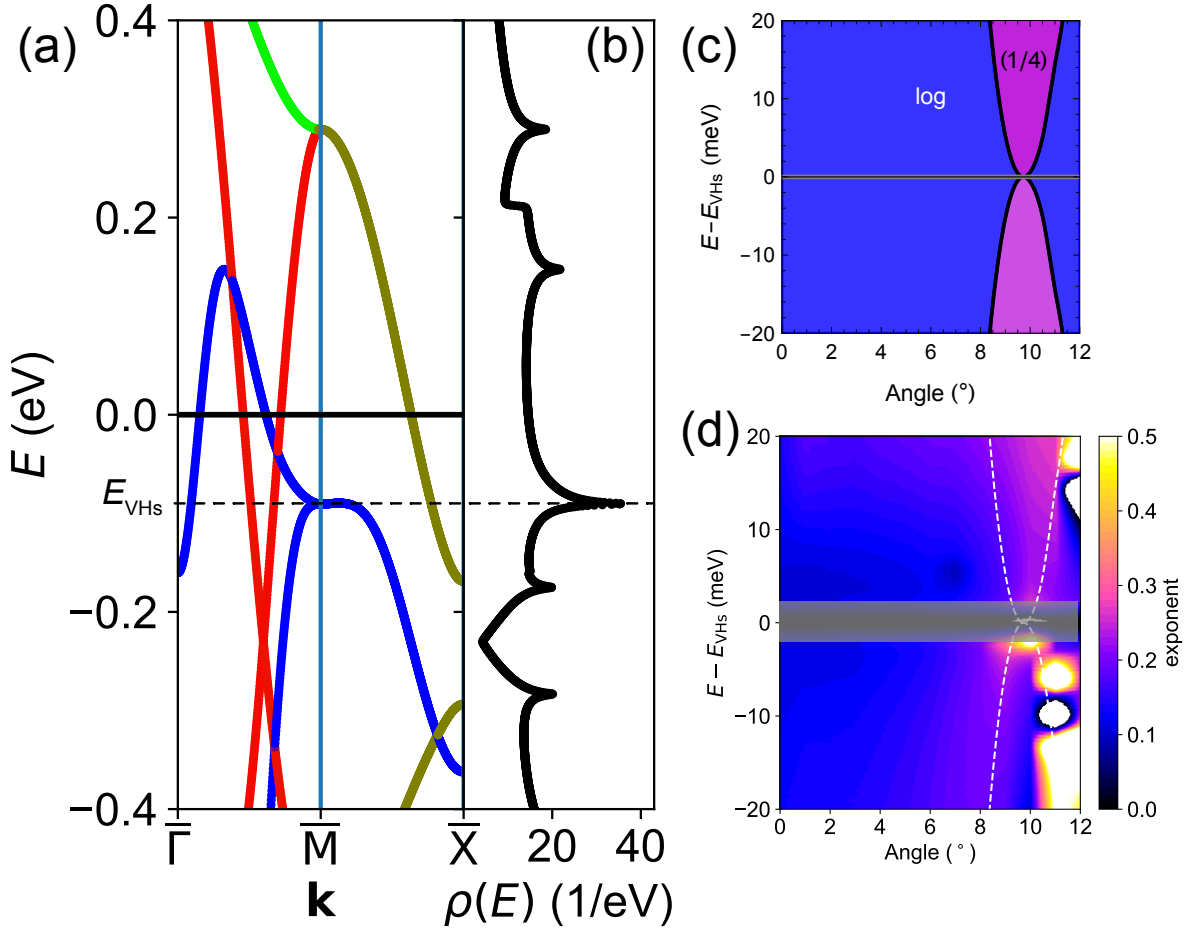 (a)
0.4
0.2
0.0
−0.2
−0.4
E (eV)
E_VHs
Γ̅
M̅
X̅
k
(b)
20
40
ρ(E) (1/eV)
(c)
20
10
0
−10
−20
E−E_VHs (meV)
log
(1/4)
0
2
4
6
8
10
12
Angle (°)
(d)
20
10
0
−10
−20
E − E_VHs (meV)
0
2
4
6
8
10
12
Angle (°)
0.5
0.4
0.3
0.2
0.1
0.0
exponent